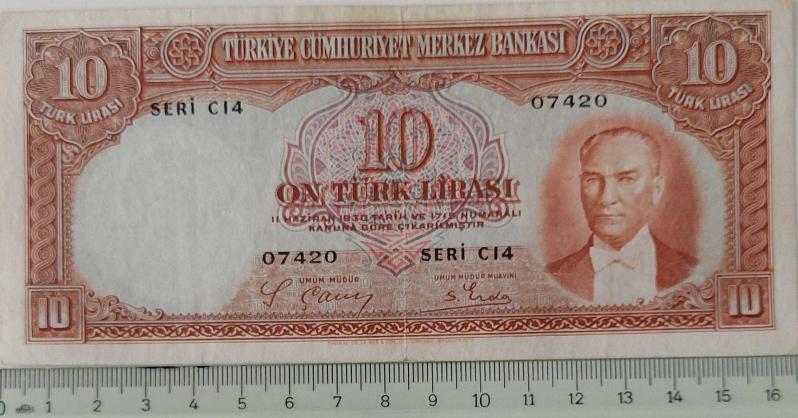 TÜRKİYE CÜMHURİYET MERKEZ BANKASI
10 TÜRK LİRASI
10 TÜRK LİRASI
SERİ C14
07420
10
ON TÜRK LİRASI
11 HAZİRAN 1930 TARİH VE 1715 NUMARALI
KANUNA GÖRE ÇIKARILMIŞTIR
07420
SERİ C14
UMUM MÜDÜR
UMUM MÜDÜR MUAVİNİ
10
10
0 1 2 3 4 5 6 7 8 9 10 11 12 13 14 15 16